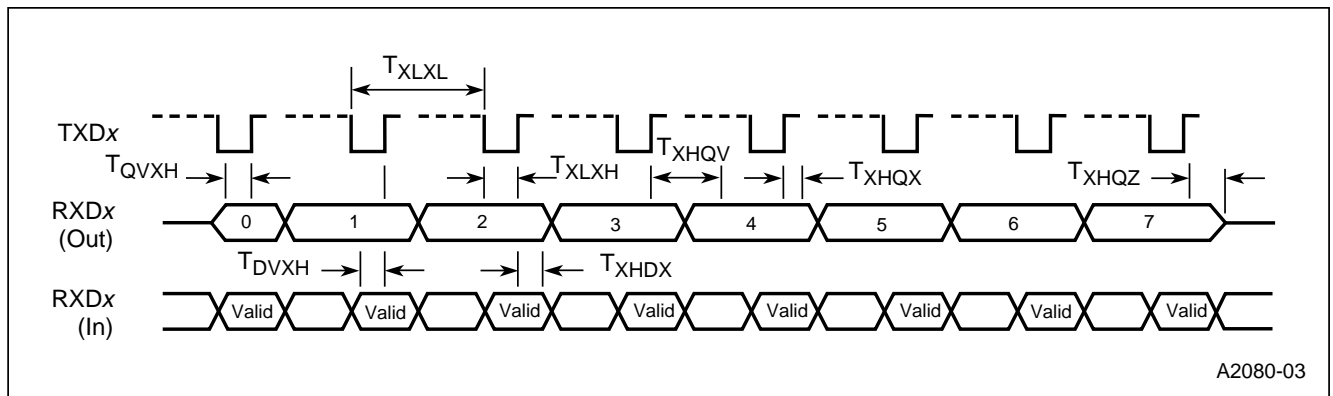 TXLXL
TXDx
TQVXH
TXLXH
TXHQV
TXHQX
TXHQZ
RXDx
(Out)
0
1
2
3
4
5
6
7
TDVXH
TXHDX
RXDx
(In)
Valid
Valid
Valid
Valid
Valid
Valid
Valid
Valid
A2080-03